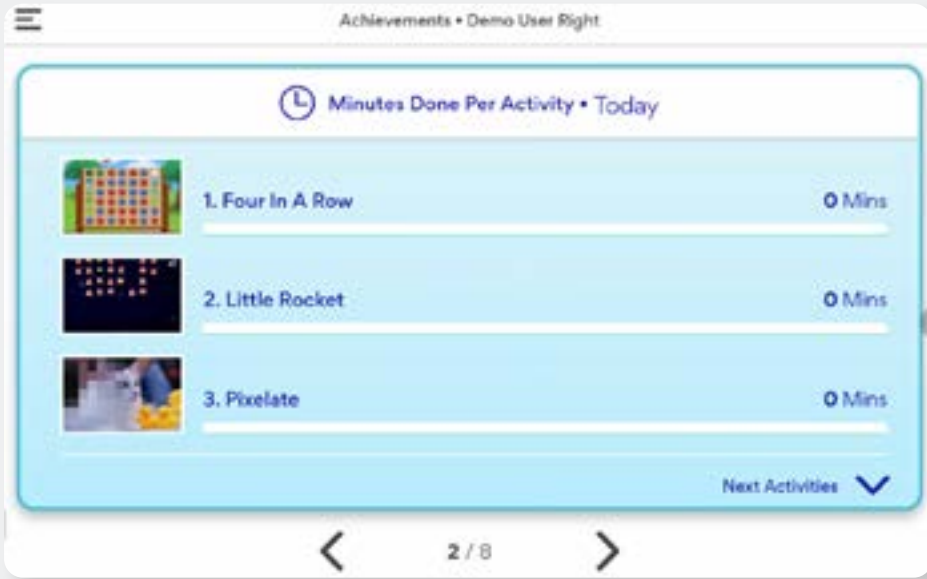 Achievements • Demo User Right
Minutes Done Per Activity • Today
1. Four In A Row 0 Mins
2. Little Rocket 0 Mins
3. Pixelate 0 Mins
Next Activities
2 / 8